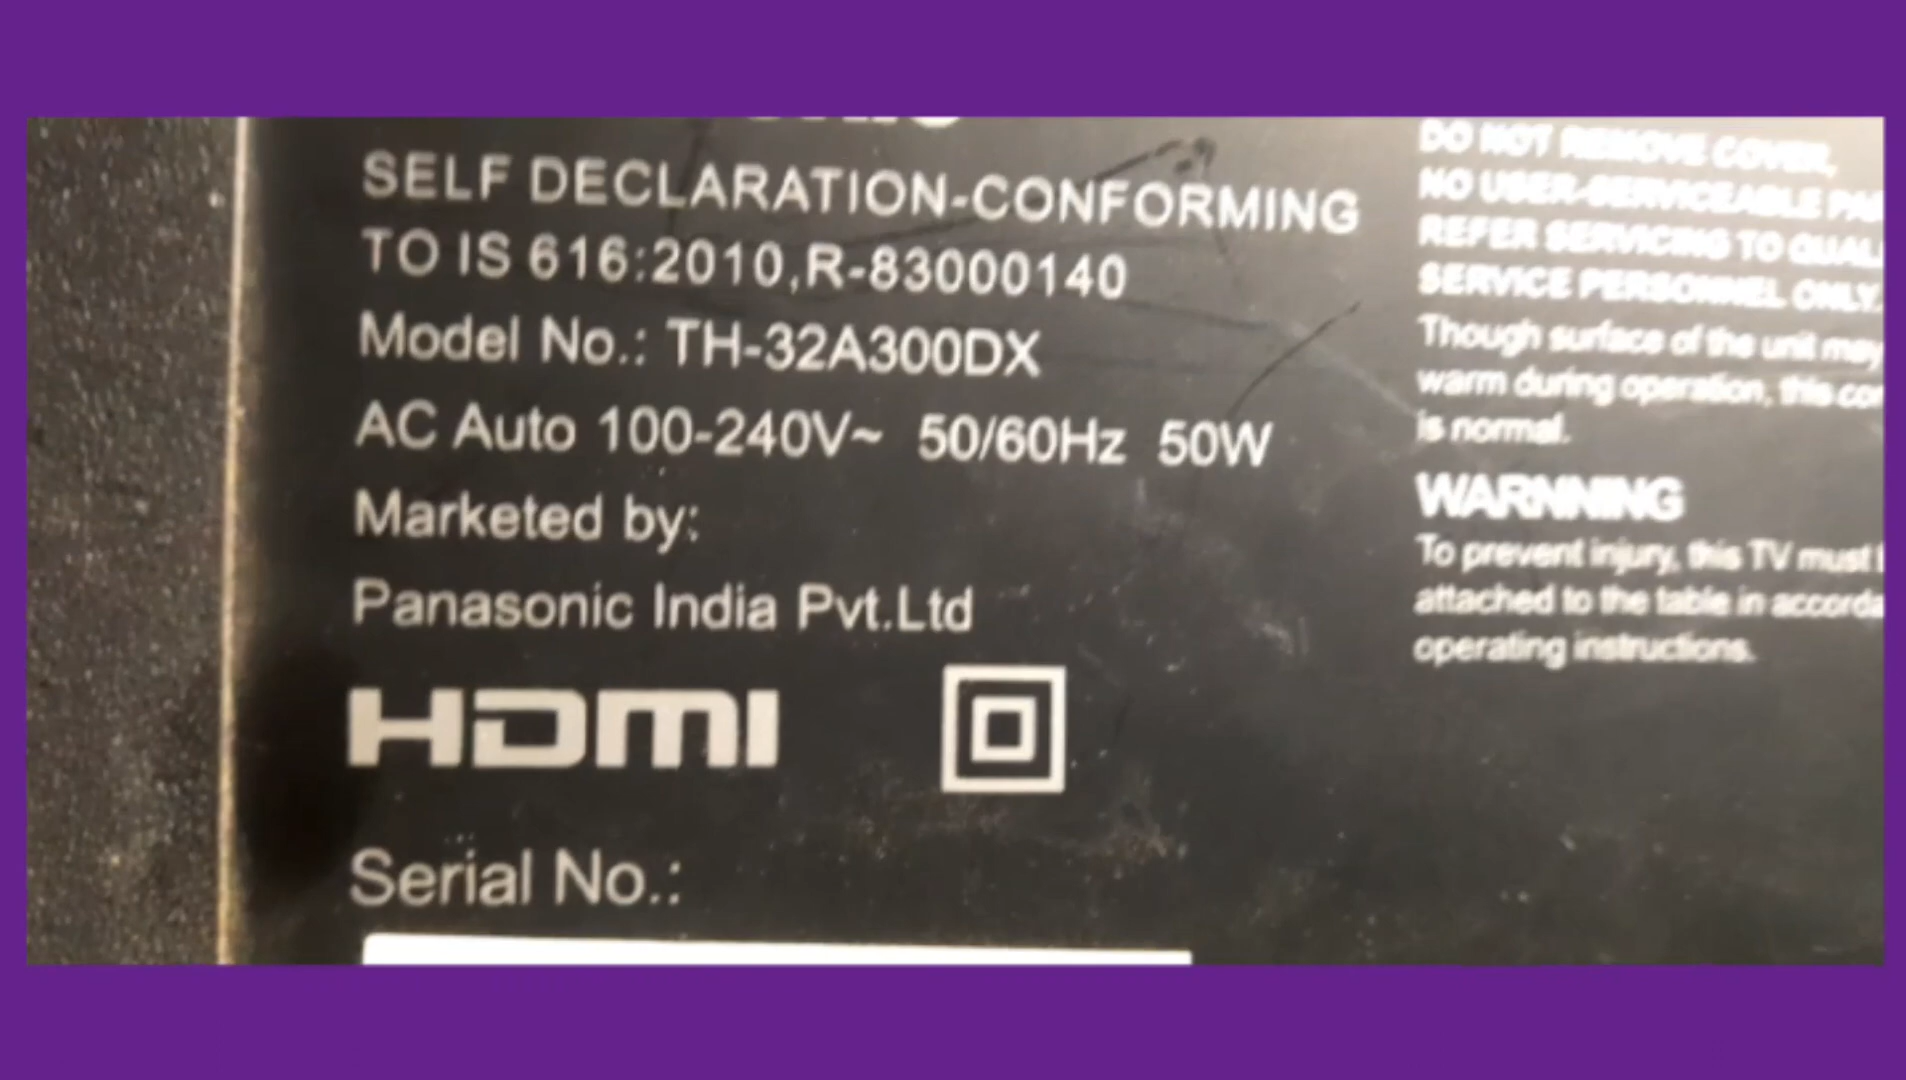 SELF DECLARATION-CONFORMING
TO IS 616:2010,R-83000140
Model No.: TH-32A300DX
AC Auto 100-240V~ 50/60Hz 50W
Marketed by:
Panasonic India Pvt.Ltd
HDMI
Serial No.:
DO NOT REMOVE COVER,
NO USER-SERVICEABLE
REFER SERVICING TO
SERVICE PERSONNEL ONLY.
Though surface of the unit may
warm during operation, this
is normal.
WARNNING
To prevent injury, this TV must
attached to the table in
operating instructions.